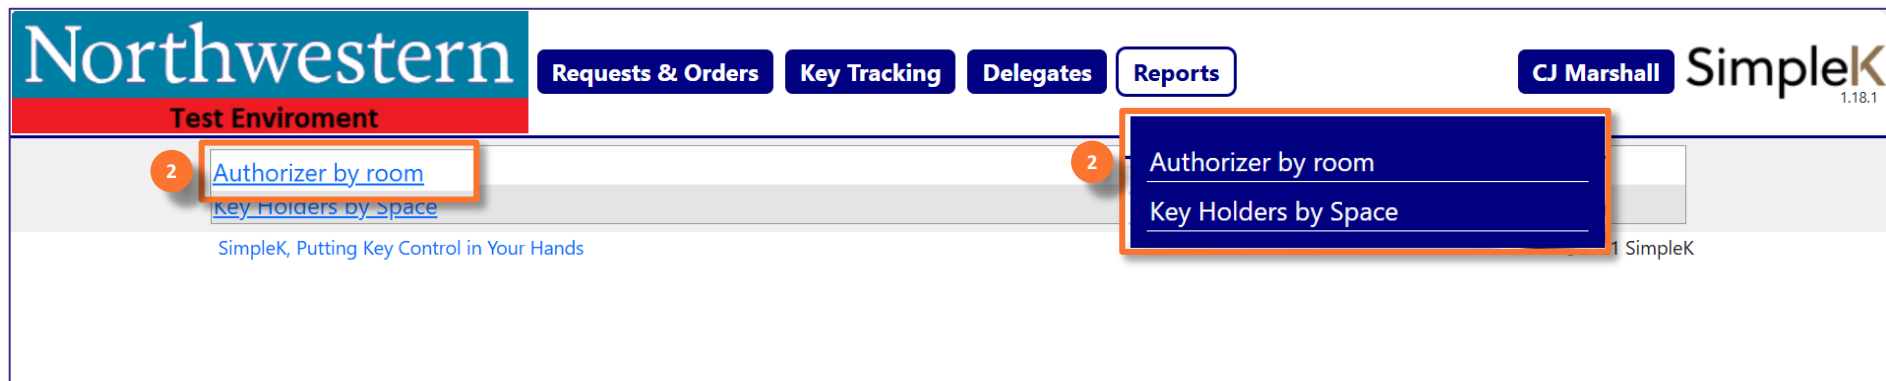 Northwestern
Test Enviroment
Requests & Orders
Key Tracking
Delegates
Reports
CJ Marshall
SimpleK
1.18.1
2
Authorizer by room
Key Holders by Space
2
Authorizer by room
Key Holders by Space
SimpleK, Putting Key Control in Your Hands
1 SimpleK